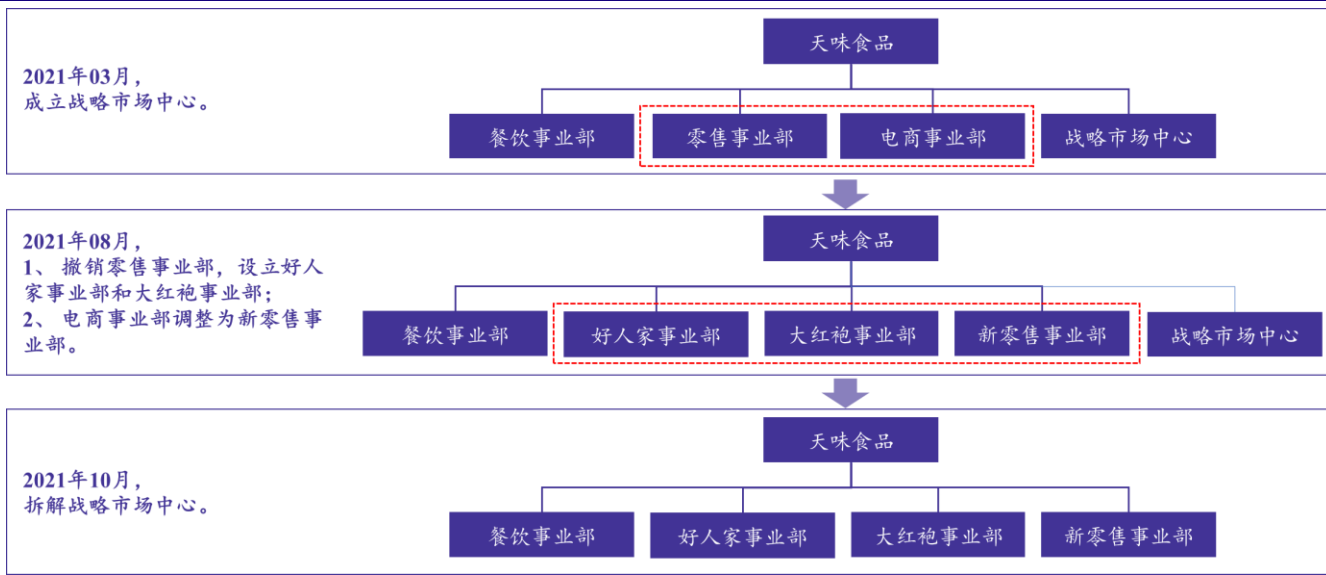 天味食品
2021年03月，
成立战略市场中心。
餐饮事业部
零售事业部
电商事业部
战略市场中心
天味食品
2021年08月，
1、 撤销零售事业部，设立好人
家事业部和大红袍事业部；
2、 电商事业部调整为新零售事
业部。
餐饮事业部
好人家事业部
大红袍事业部
新零售事业部
战略市场中心
天味食品
2021年10月，
拆解战略市场中心。
餐饮事业部
好人家事业部
大红袍事业部
新零售事业部